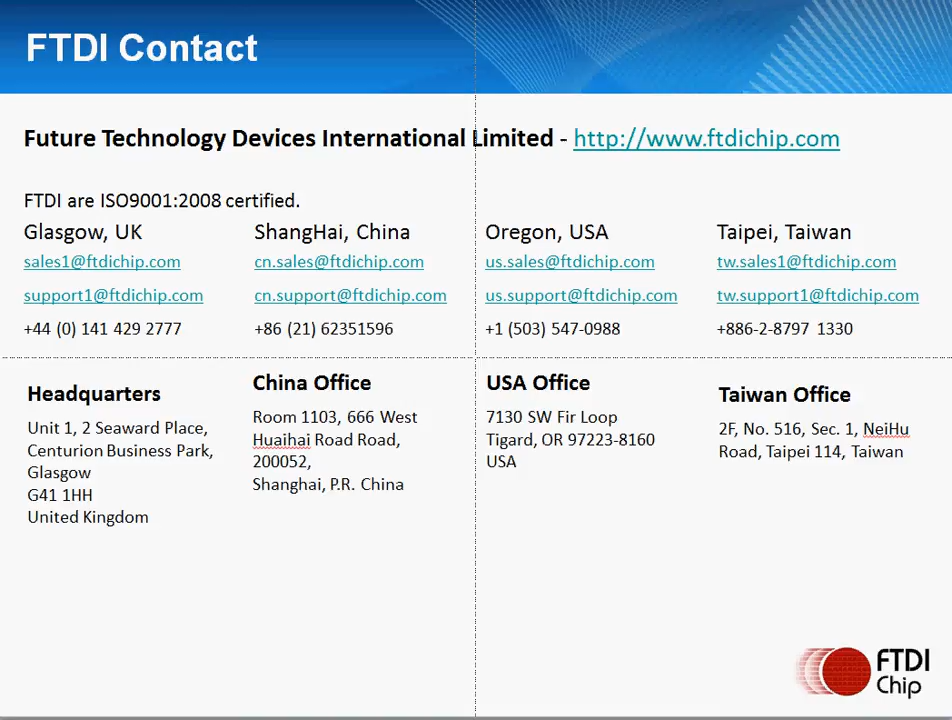 FTDI Contact
Future Technology Devices International Limited - http://www.ftdichip.com
FTDI are ISO9001:2008 certified.
Glasgow, UK
sales1@ftdichip.com
support1@ftdichip.com
+44 (0) 141 429 2777
ShangHai, China
cn.sales@ftdichip.com
cn.support@ftdichip.com
+86 (21) 62351596
Oregon, USA
us.sales@ftdichip.com
us.support@ftdichip.com
+1 (503) 547-0988
Taipei, Taiwan
tw.sales1@ftdichip.com
tw.support1@ftdichip.com
+886-2-8797 1330
Headquarters
Unit 1, 2 Seaward Place,
Centurion Business Park,
Glasgow
G41 1HH
United Kingdom
China Office
Room 1103, 666 West
Huaihai Road Road,
200052,
Shanghai, P.R. China
USA Office
7130 SW Fir Loop
Tigard, OR 97223-8160
USA
Taiwan Office
2F, No. 516, Sec. 1, NeiHu
Road, Taipei 114, Taiwan
FTDI
Chip